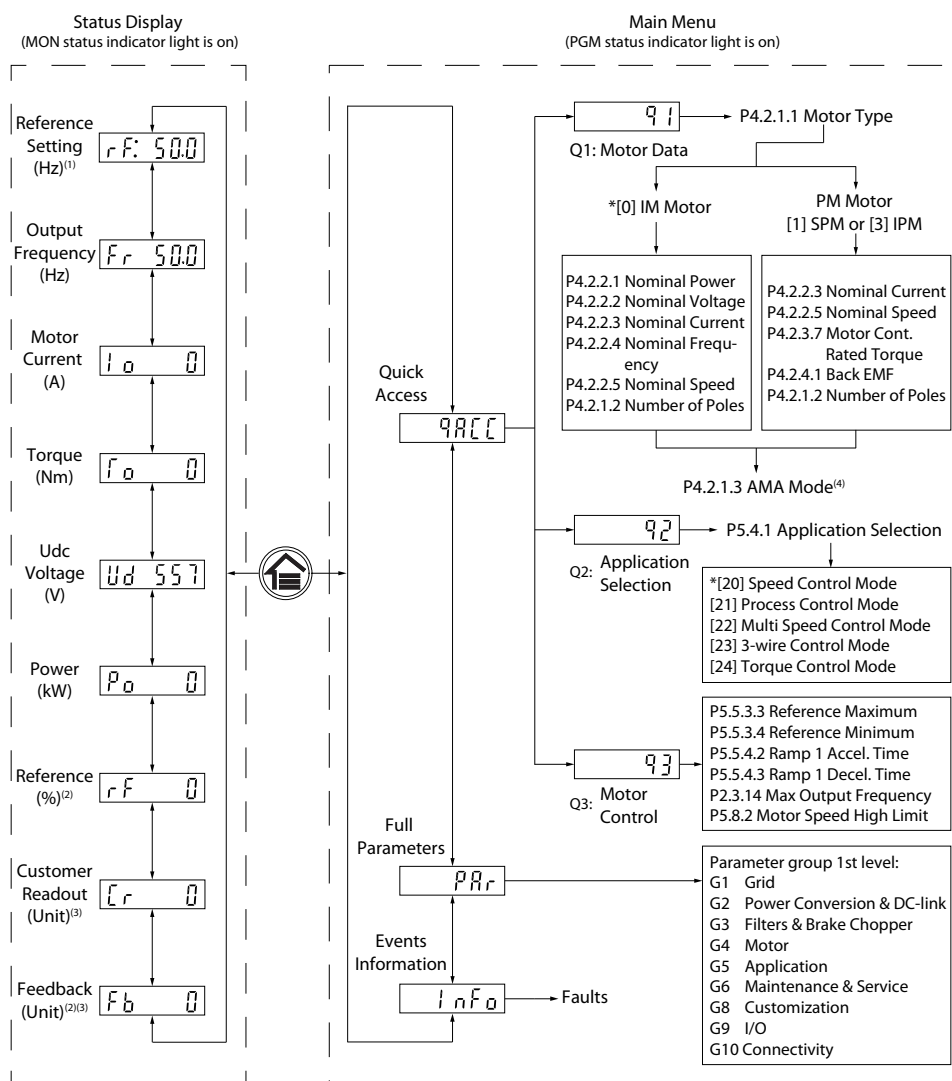 Status Display
(MON status indicator light is on)
Main Menu
(PGM status indicator light is on)
Reference
Setting
(Hz)(1)
rF: 50.0
Output
Frequency
(Hz)
Fr 50.0
Motor
Current
(A)
Io 0
Torque
(Nm)
To 0
Udc
Voltage
(V)
Ud 557
Power
(kW)
Po 0
Reference
(%)(2)
rF 0
Customer
Readout
(Unit)(3)
Cr 0
Feedback
(Unit)(2)(3)
Fb 0
Quick
Access
qACC
q1
Q1: Motor Data
P4.2.1.1 Motor Type
*[0] IM Motor
PM Motor
[1] SPM or [3] IPM
P4.2.2.1 Nominal Power
P4.2.2.2 Nominal Voltage
P4.2.2.3 Nominal Current
P4.2.2.4 Nominal Frequ-
ency
P4.2.2.5 Nominal Speed
P4.2.1.2 Number of Poles
P4.2.2.3 Nominal Current
P4.2.2.5 Nominal Speed
P4.2.3.7 Motor Cont.
Rated Torque
P4.2.4.1 Back EMF
P4.2.1.2 Number of Poles
P4.2.1.3 AMA Mode(4)
q2
Q2: Application
Selection
P5.4.1 Application Selection
*[20] Speed Control Mode
[21] Process Control Mode
[22] Multi Speed Control Mode
[23] 3-wire Control Mode
[24] Torque Control Mode
q3
Q3: Motor
Control
P5.5.3.3 Reference Maximum
P5.5.3.4 Reference Minimum
P5.5.4.2 Ramp 1 Accel. Time
P5.5.4.3 Ramp 1 Decel. Time
P2.3.14 Max Output Frequency
P5.8.2 Motor Speed High Limit
Full
Parameters
PAr
Parameter group 1st level:
G1 Grid
G2 Power Conversion & DC-link
G3 Filters & Brake Chopper
G4 Motor
G5 Application
G6 Maintenance & Service
G8 Customization
G9 I/O
G10 Connectivity
Events
Information
InFo
Faults